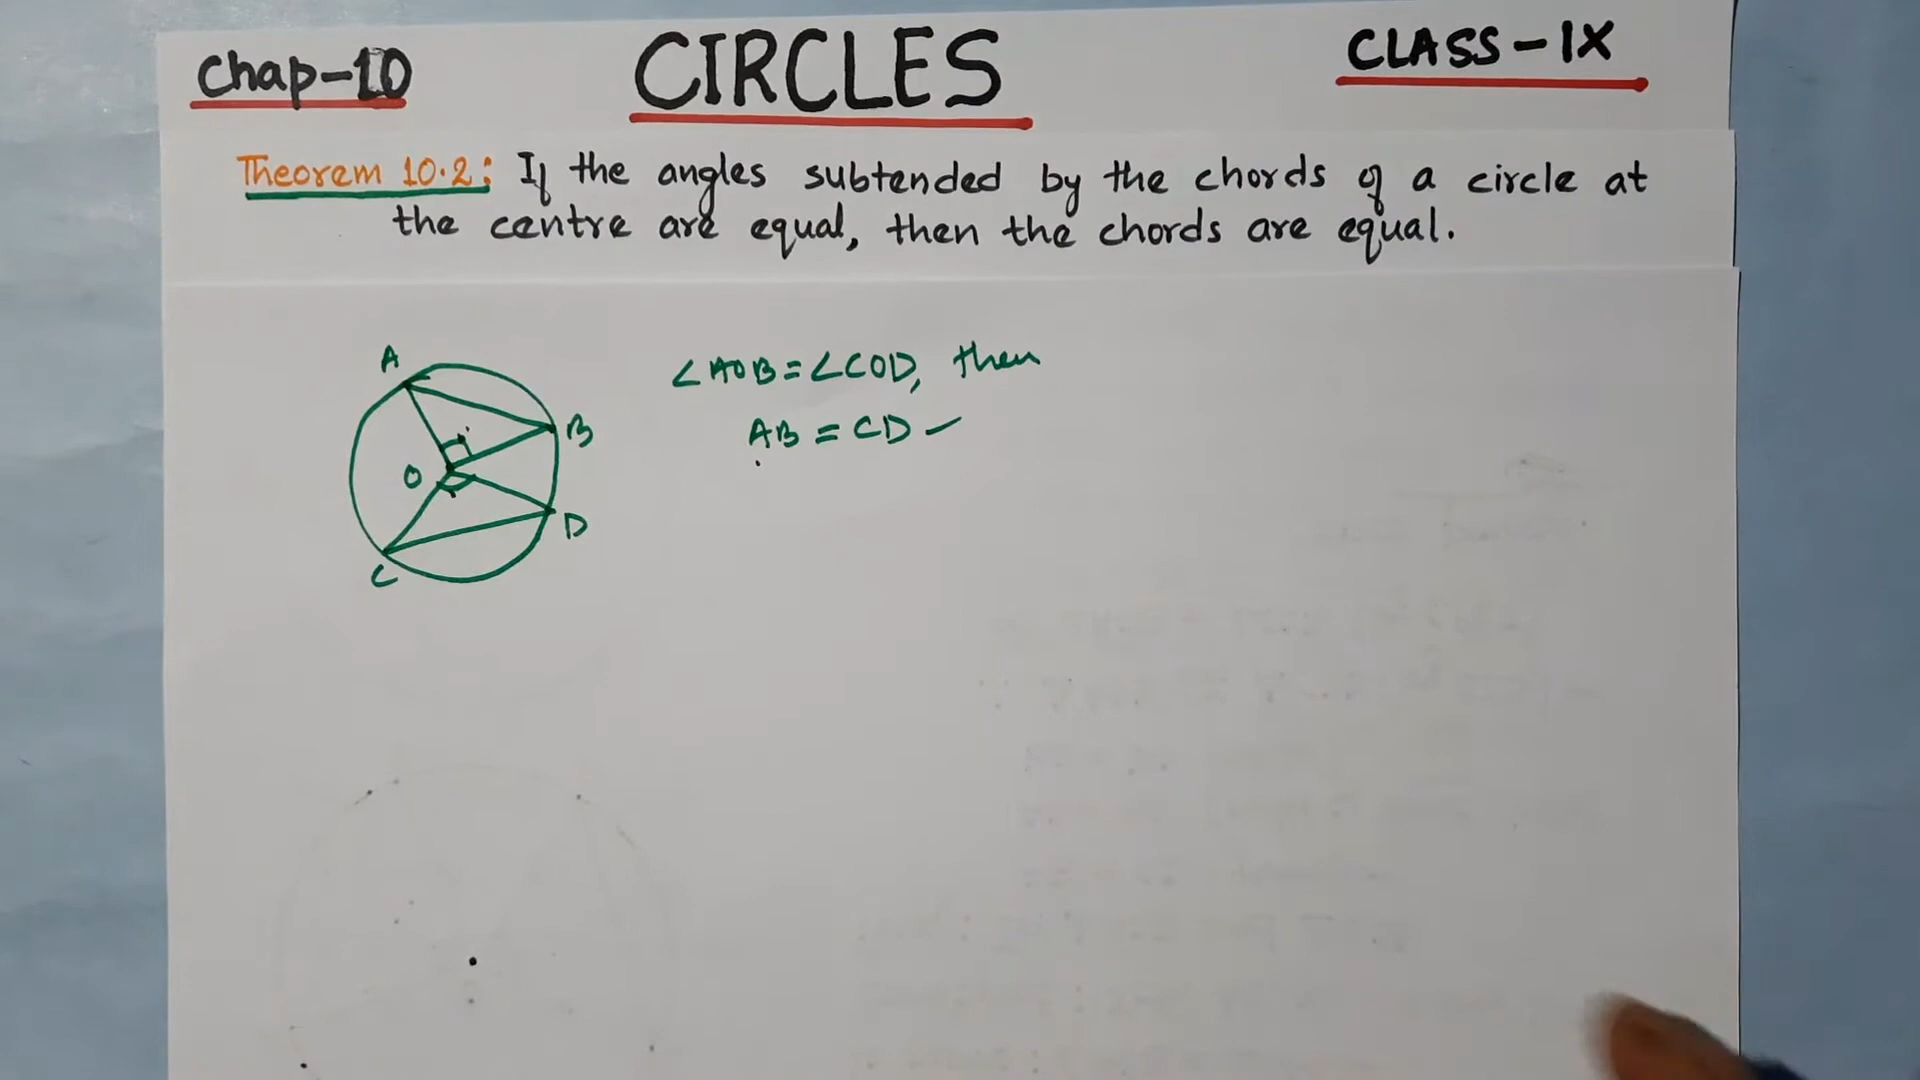 Chap-10
CIRCLES
CLASS-IX
Theorem 10.2: If the angles subtended by the chords of a circle at
the centre are equal, then the chords are equal.
A
B
O
D
C
∠AOB=∠COD, then
AB = CD